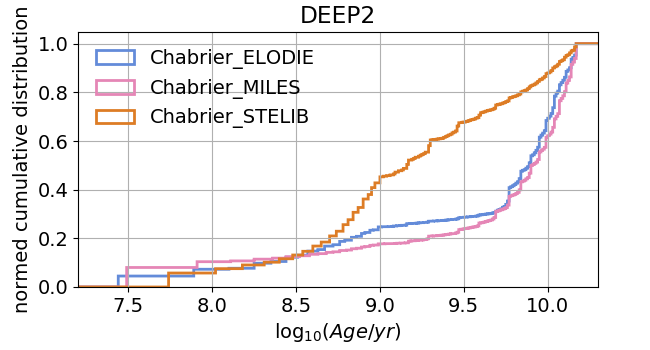 DEEP2
normed cumulative distribution
1.0
0.8
0.6
0.4
0.2
0.0
Chabrier_ELODIE
Chabrier_MILES
Chabrier_STELIB
7.5 8.0 8.5 9.0 9.5 10.0
log₁₀(Age/yr)